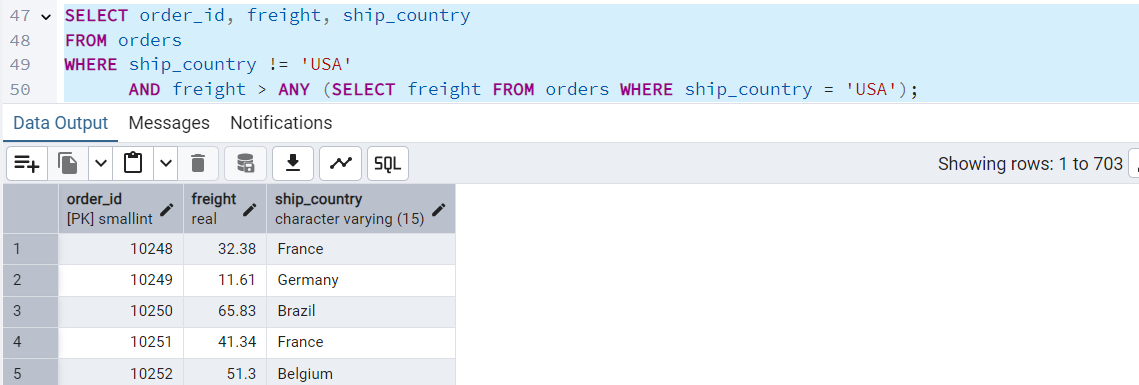 47 SELECT order_id, freight, ship_country
48 FROM orders
49 WHERE ship_country != 'USA'
50 AND freight > ANY (SELECT freight FROM orders WHERE ship_country = 'USA');
Data Output Messages Notifications
SQL Showing rows: 1 to 703
order_id freight ship_country
[PK] smallint real character varying (15)
1 10248 32.38 France
2 10249 11.61 Germany
3 10250 65.83 Brazil
4 10251 41.34 France
5 10252 51.3 Belgium